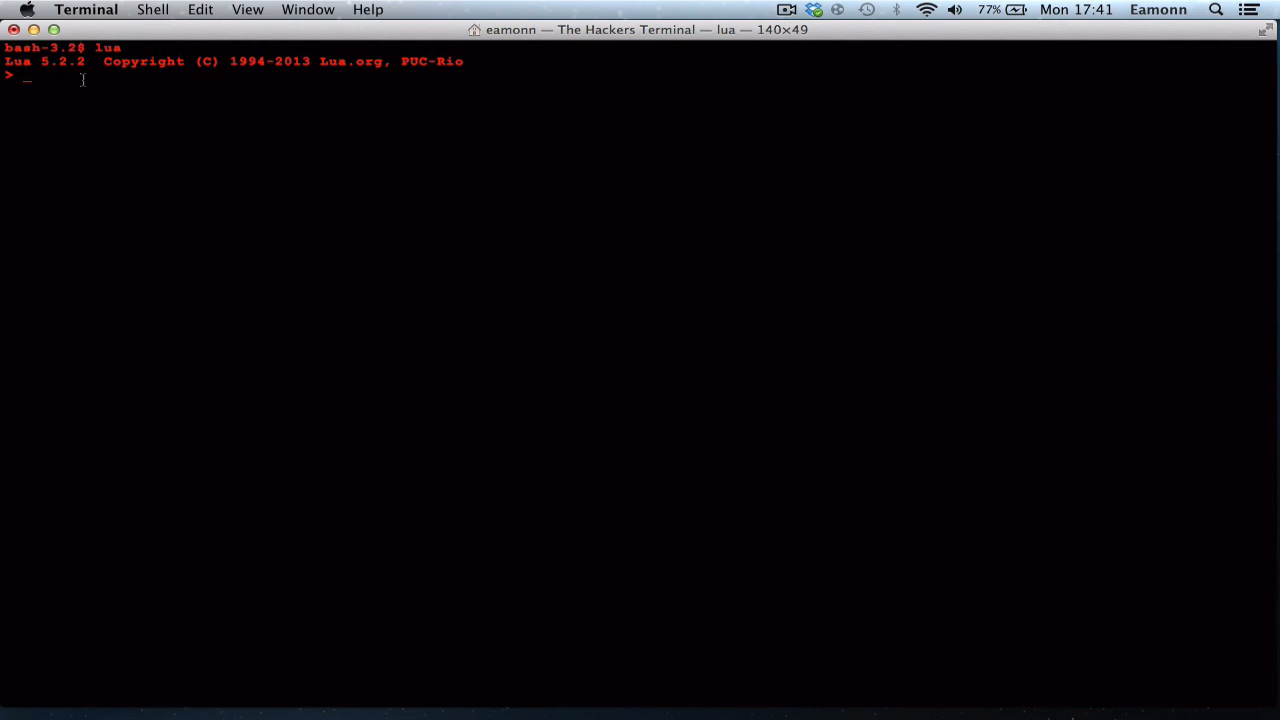 Terminal Shell Edit View Window Help 77% Mon 17:41 Eamonn
eamonn — The Hackers Terminal — lua — 140×49
bash-3.2$ lua
Lua 5.2.2  Copyright (C) 1994-2013 Lua.org, PUC-Rio
> _